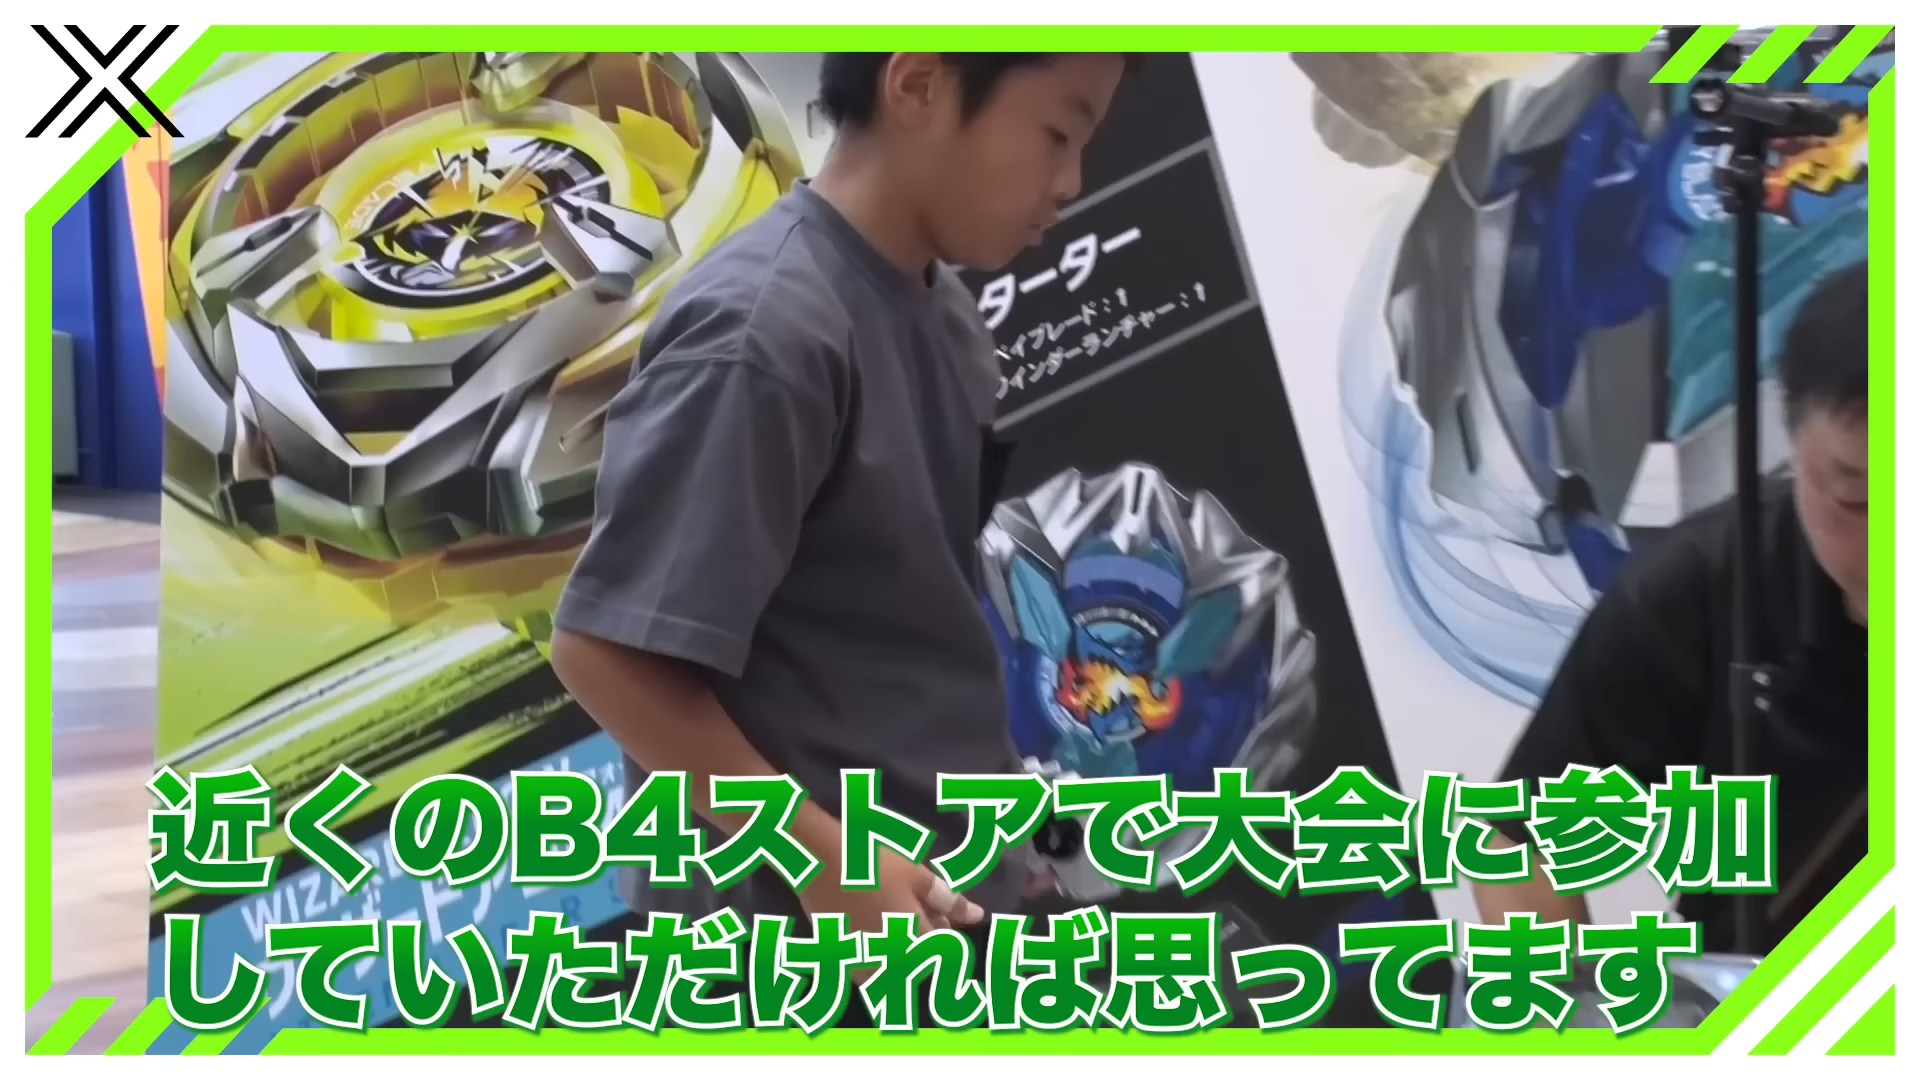 X
ターター
ベイブレード:1
ワインダーランチャー:1
近くのB4ストアで大会に参加
していただければ思ってます
WIZAR